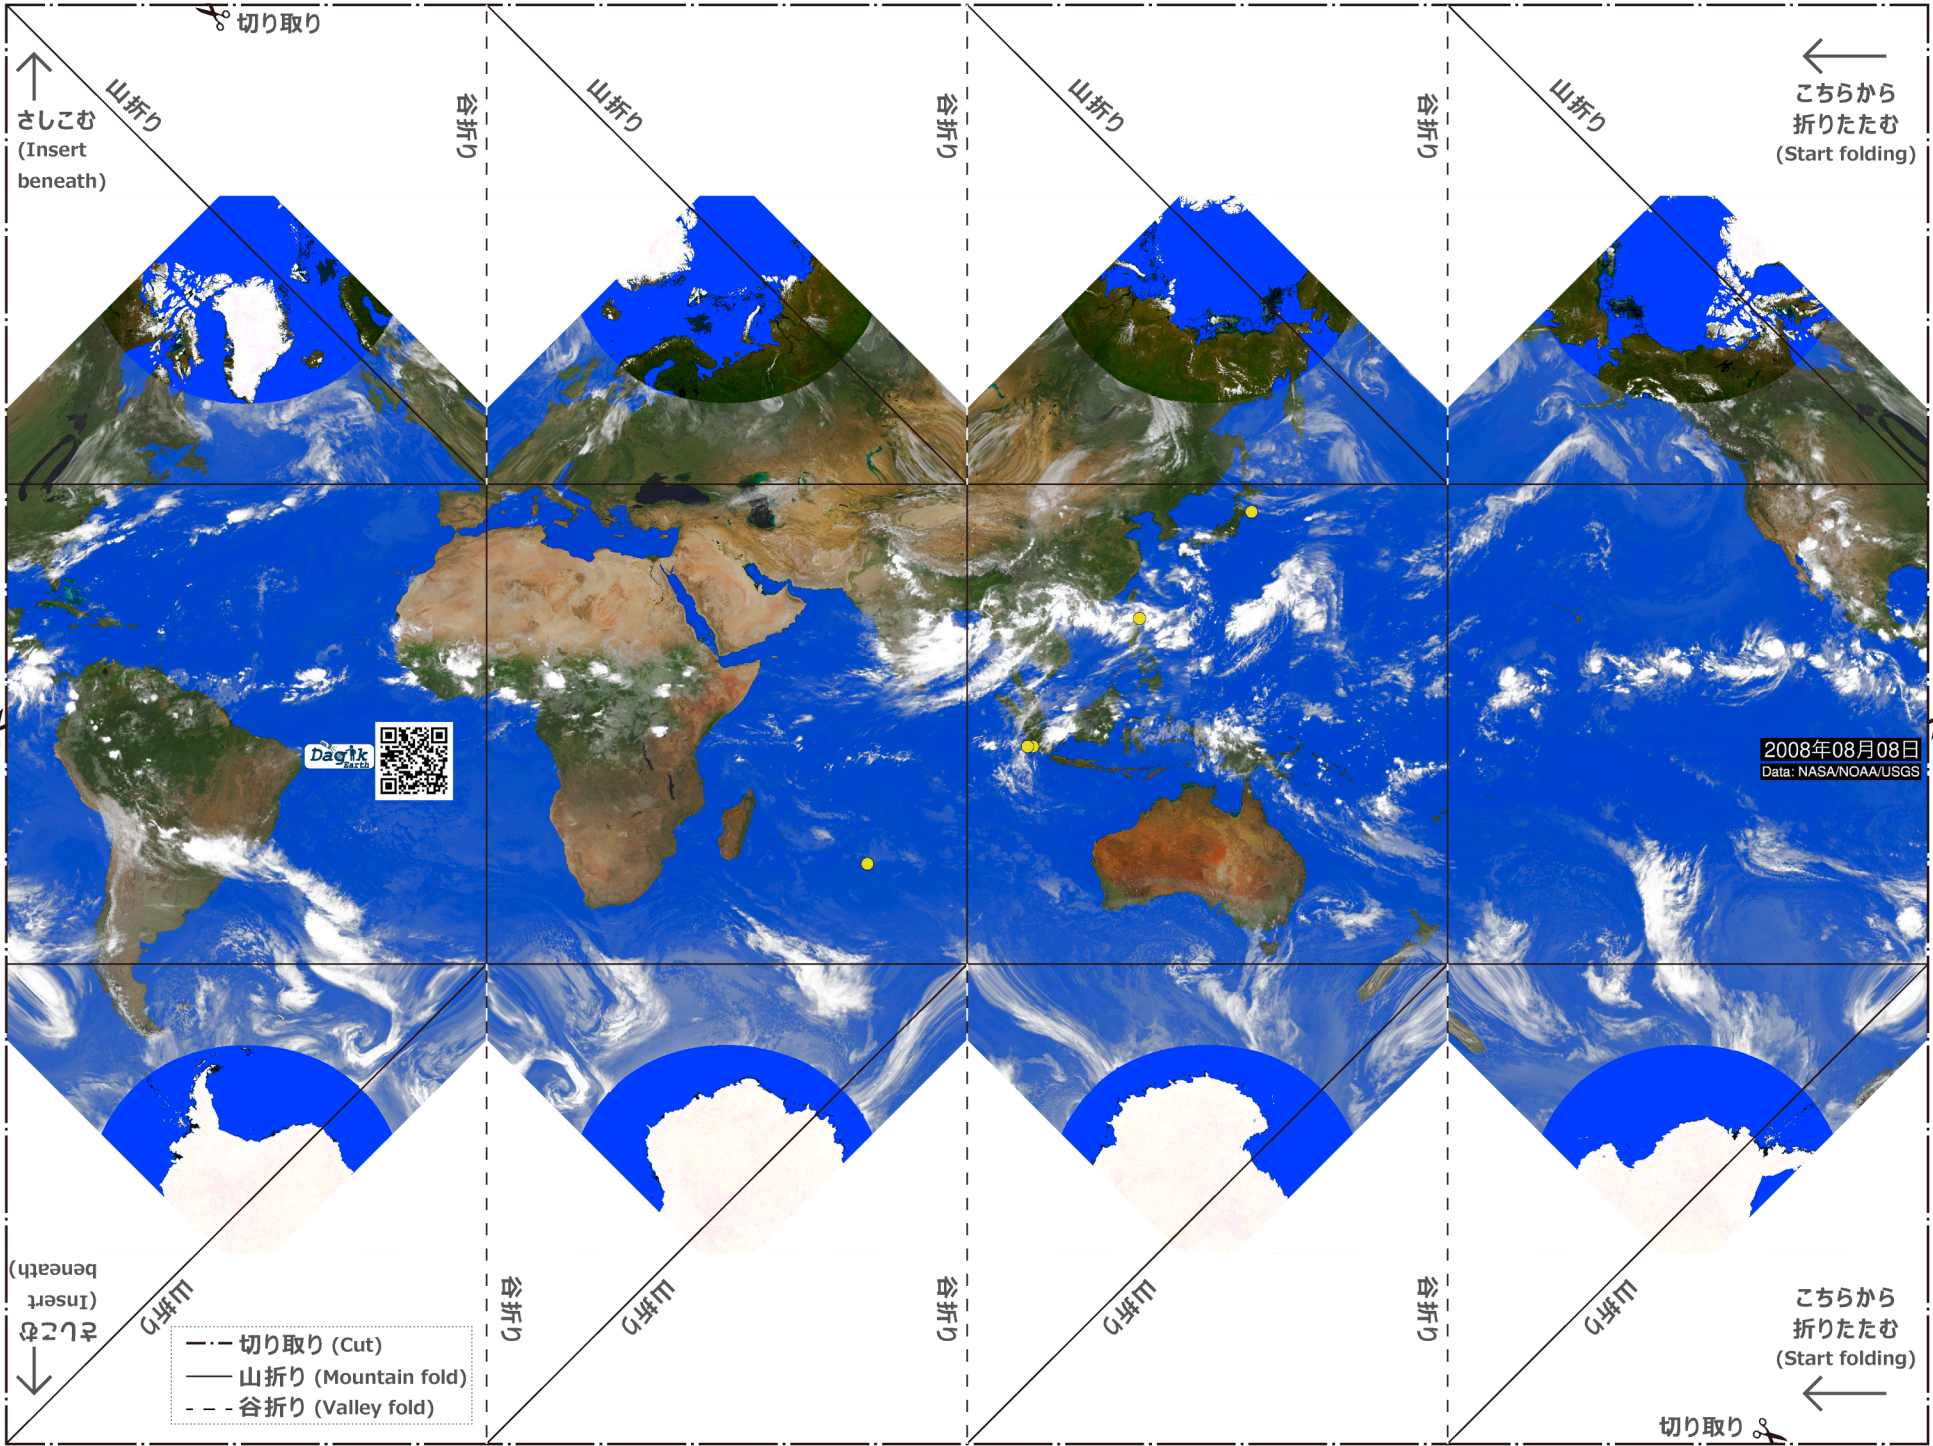 切り取り
山折り
谷折り
山折り
谷折り
山折り
谷折り
山折り
さしこむ
(Insert
beneath)
こちらから
折りたたむ
(Start folding)
Dagik
Earth
2008年08月08日
Data: NASA/NOAA/USGS
さしこむ
(Insert
beneath)
山折り
谷折り
山折り
谷折り
山折り
谷折り
山折り
切り取り (Cut)
山折り (Mountain fold)
谷折り (Valley fold)
こちらから
折りたたむ
(Start folding)
切り取り